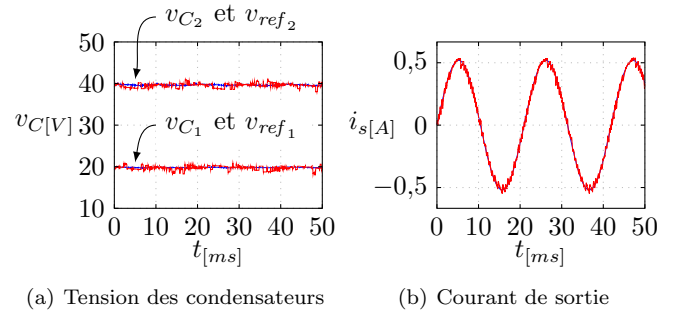 v_{C_2} et v_{ref_2}
50
40
30
20
10
v_{C[V]}
v_{C_1} et v_{ref_1}
0 10 20 30 40 50
t_{[ms]}
(a) Tension des condensateurs
0,5
0
−0,5
i_{s[A]}
0 10 20 30 40 50
t_{[ms]}
(b) Courant de sortie